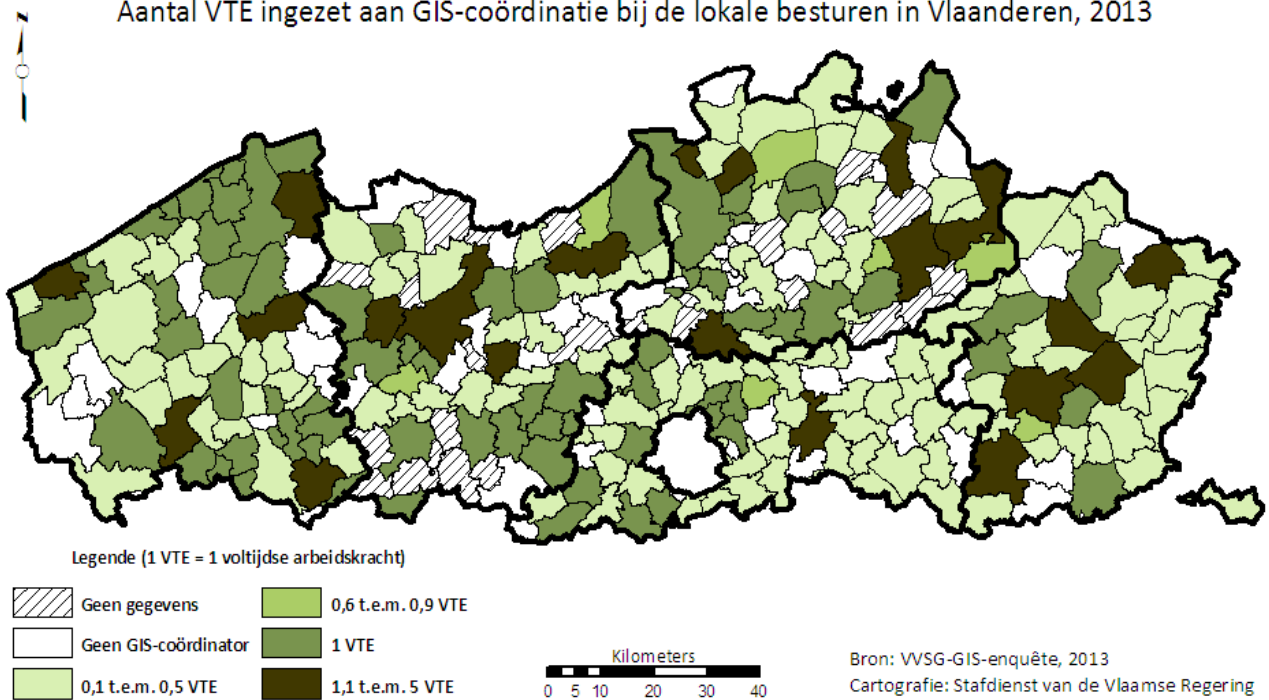 Aantal VTE ingezet aan GIS-coördinatie bij de lokale besturen in Vlaanderen, 2013
N
Legende (1 VTE = 1 voltijdse arbeidskracht)
Geen gegevens
Geen GIS-coördinator
0,1 t.e.m. 0,5 VTE
0,6 t.e.m. 0,9 VTE
1 VTE
1,1 t.e.m. 5 VTE
Kilometers
0 5 10 20 30 40
Bron: VVSG-GIS-enquête, 2013
Cartografie: Stafdienst van de Vlaamse Regering